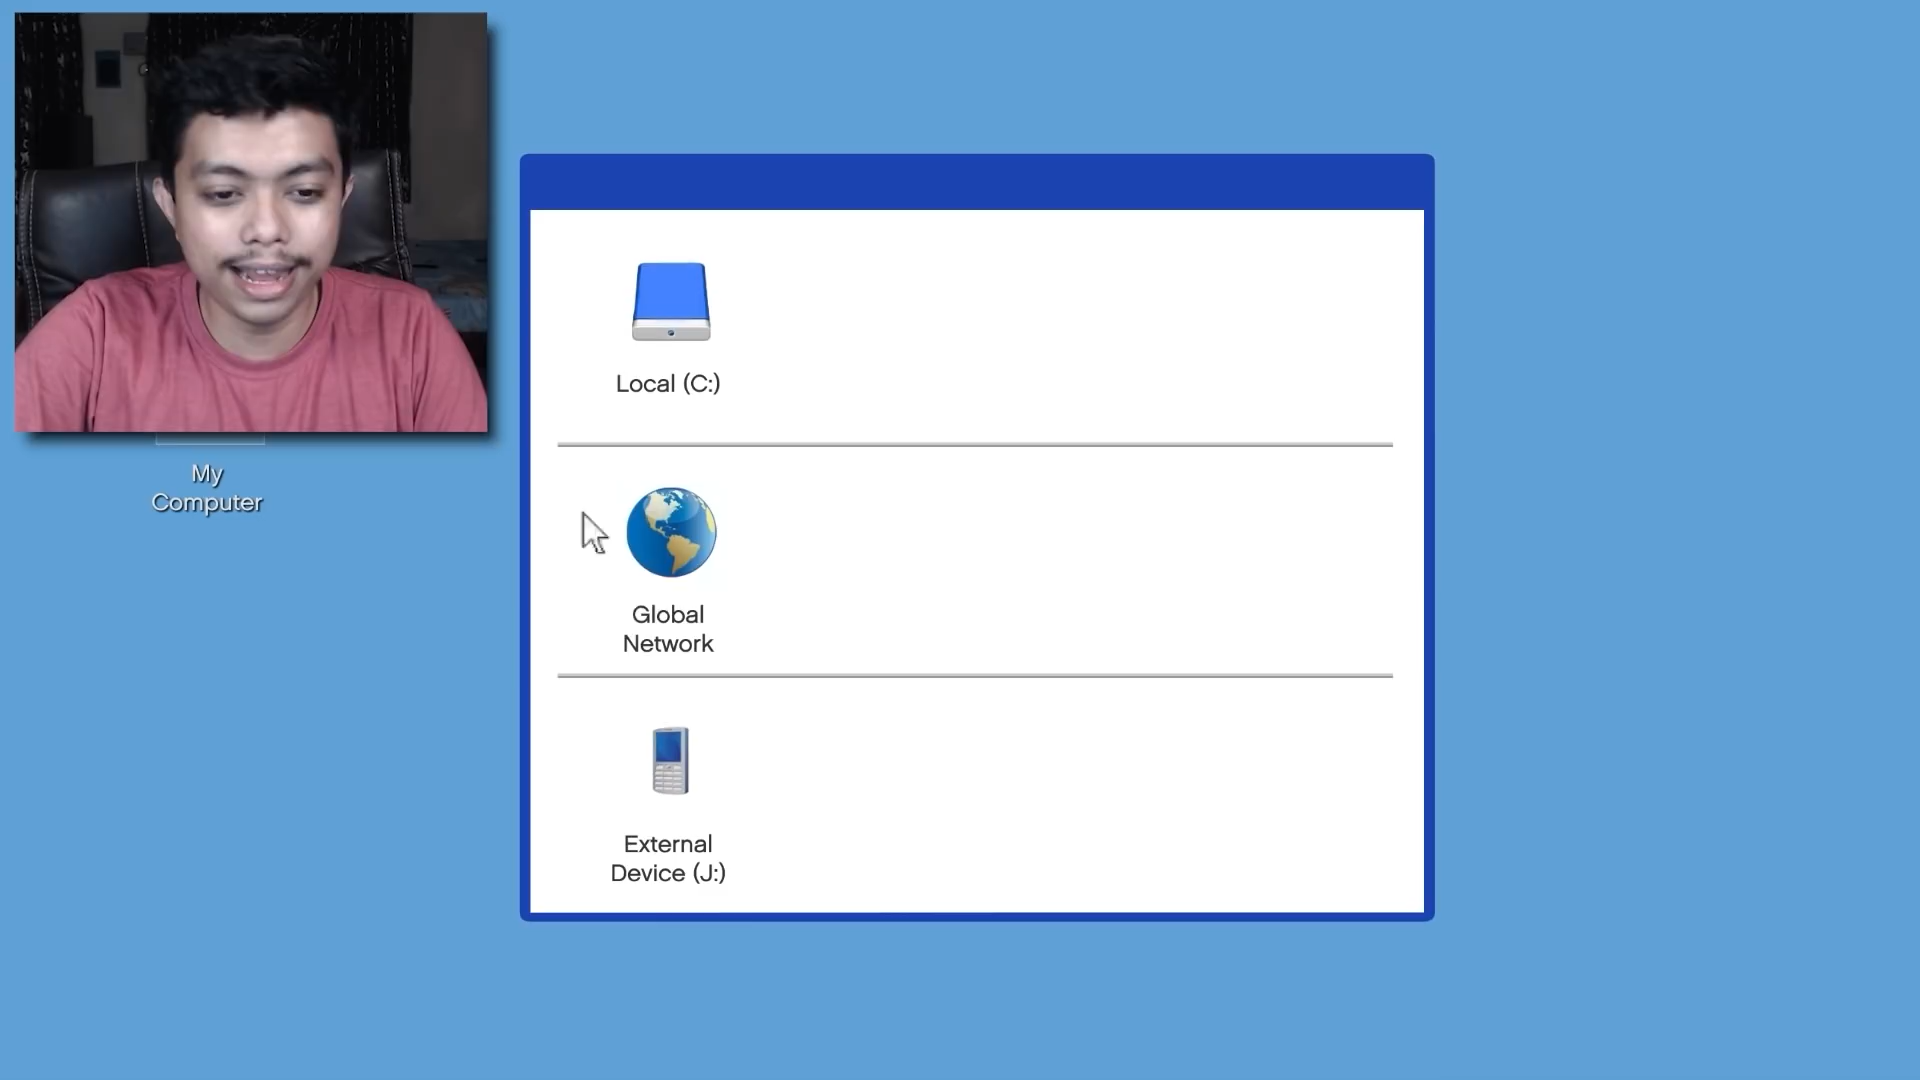 My
Computer
Local (C:)
Global
Network
External
Device (J:)